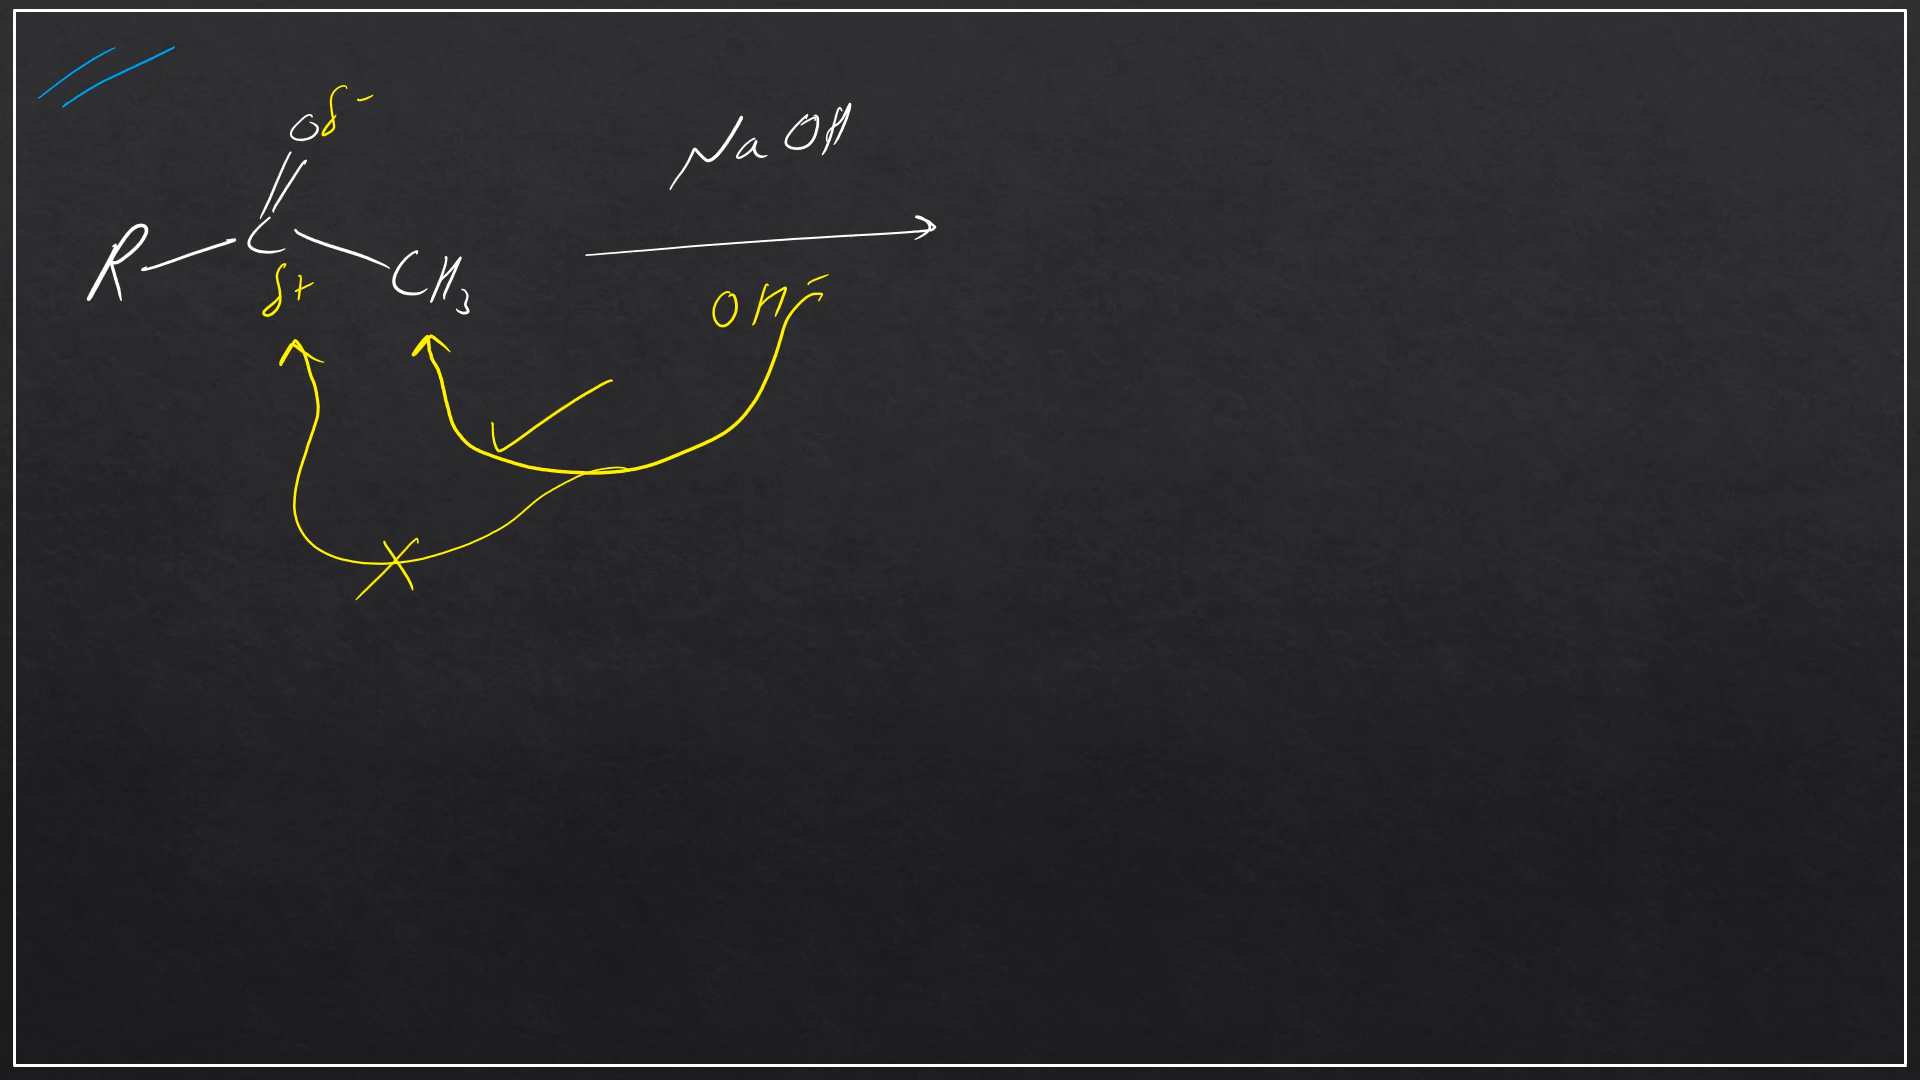 Oδ-
NaOH
R-C-CH3
δ+
OH-